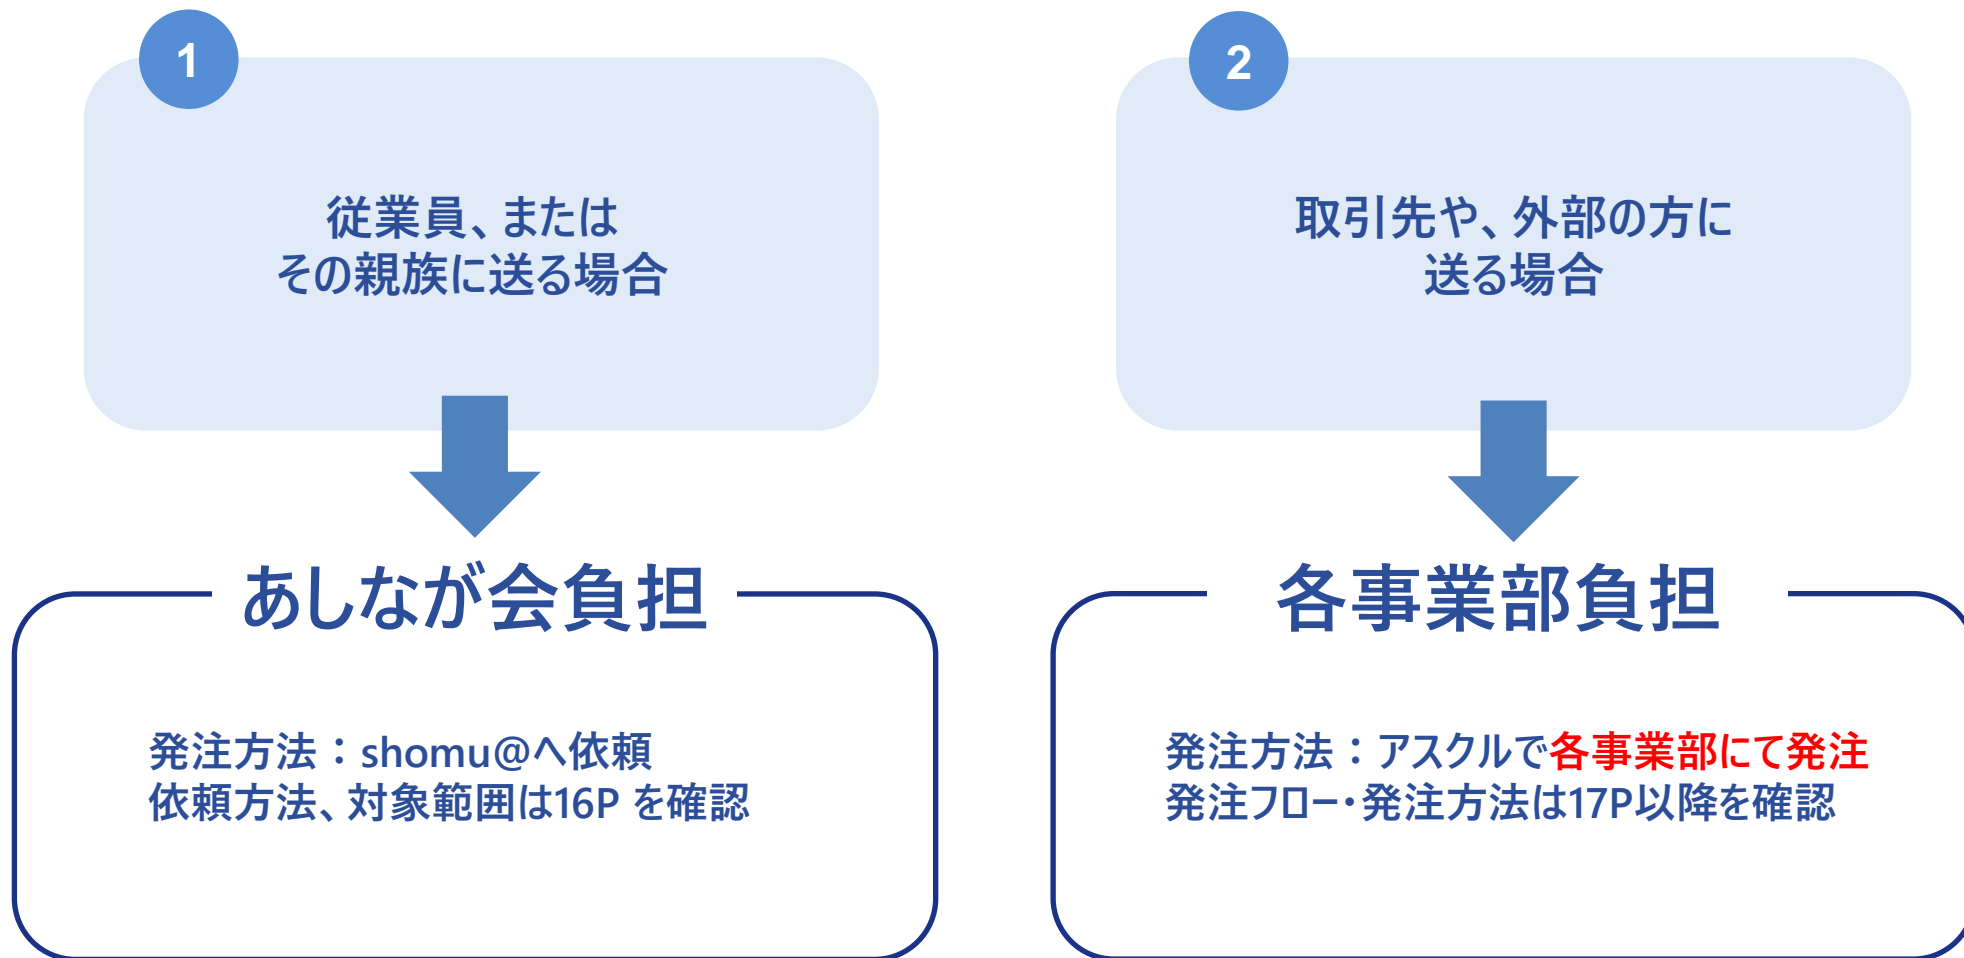 1
従業員、または
その親族に送る場合
あしなが会負担
発注方法：shomu@へ依頼
依頼方法、対象範囲は16P を確認
2
取引先や、外部の方に
送る場合
各事業部負担
発注方法：アスクルで各事業部にて発注
発注フロー・発注方法は17P以降を確認